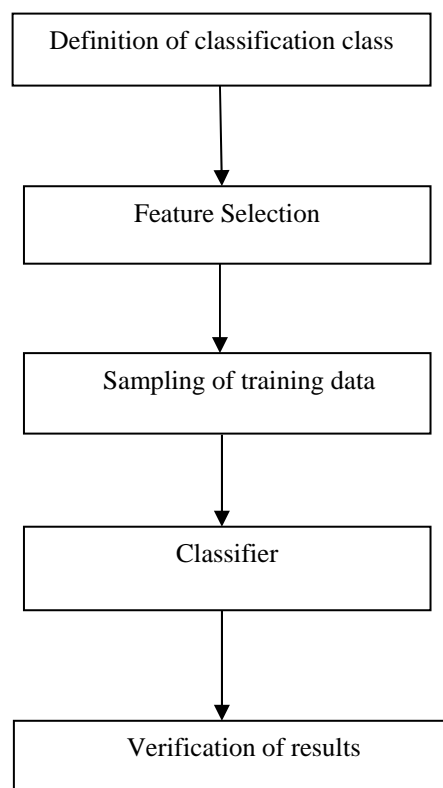 Definition of classification class
Feature Selection
Sampling of training data
Classifier
Verification of results